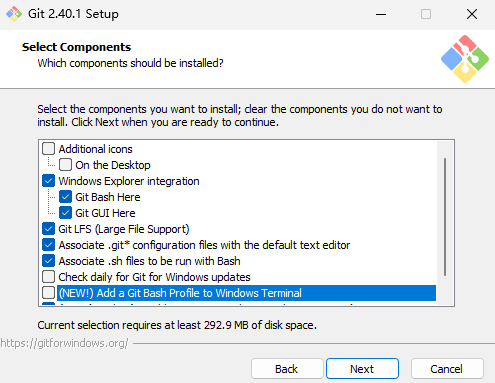 Git 2.40.1 Setup
Select Components
Which components should be installed?
Select the components you want to install; clear the components you do not want to
install. Click Next when you are ready to continue.
Additional icons
On the Desktop
Windows Explorer integration
Git Bash Here
Git GUI Here
Git LFS (Large File Support)
Associate .git* configuration files with the default text editor
Associate .sh files to be run with Bash
Check daily for Git for Windows updates
(NEW!) Add a Git Bash Profile to Windows Terminal
Current selection requires at least 292.9 MB of disk space.
https://gitforwindows.org/
Back
Next
Cancel